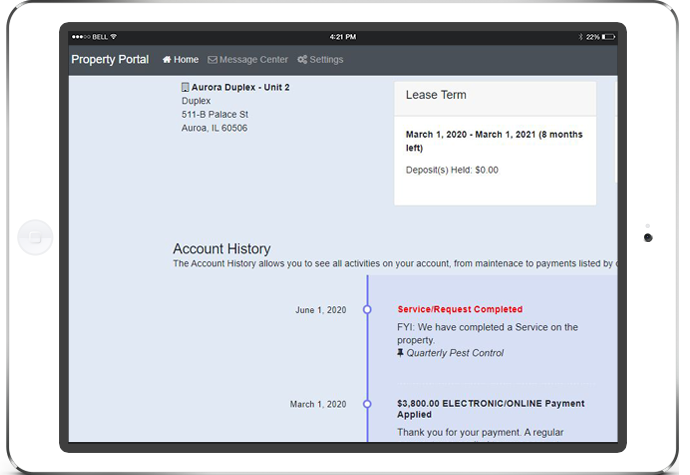 BELL 4:21 PM 22%
Property Portal Home Message Center Settings
Aurora Duplex - Unit 2
Duplex
511-B Palace St
Auroa, IL 60506
Lease Term
March 1, 2020 - March 1, 2021 (8 months
left)
Deposit(s) Held: $0.00
Account History
The Account History allows you to see all activities on your account, from maintenace to payments listed by
June 1, 2020
Service/Request Completed
FYI: We have completed a Service on the
property.
Quarterly Pest Control
March 1, 2020
$3,800.00 ELECTRONIC/ONLINE Payment
Applied
Thank you for your payment. A regular